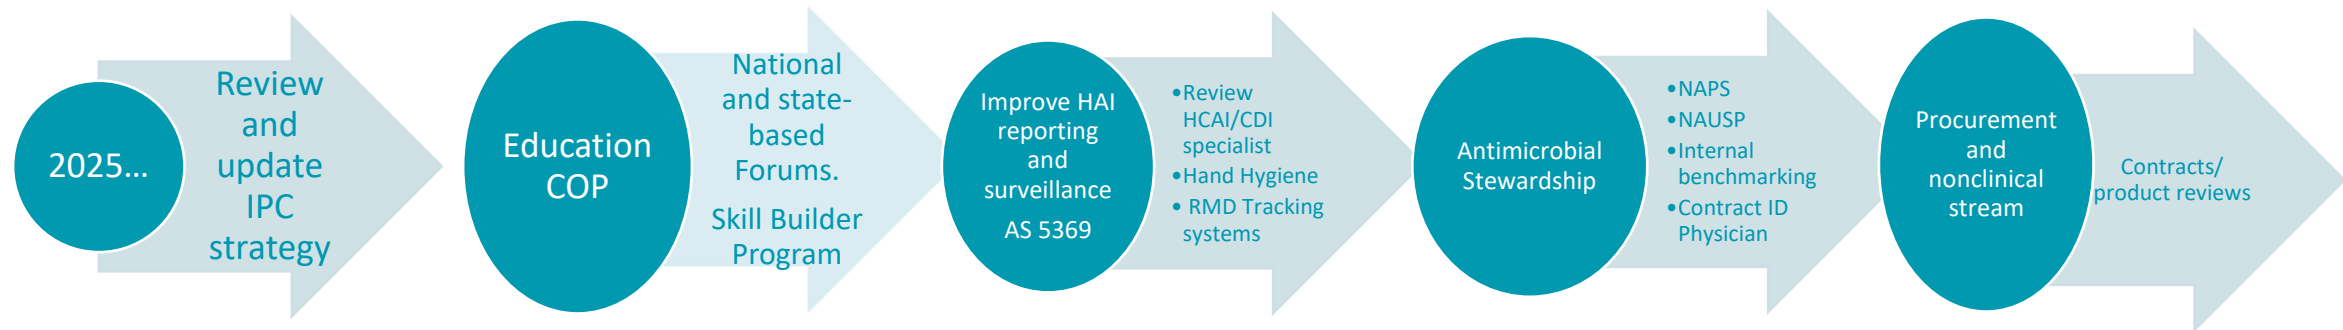 2025...
Review
and
update
IPC
strategy
Education
COP
National
and state-
based
Forums.
Skill Builder
Program
Improve HAI
reporting
and
surveillance
AS 5369
•Review
HCAI/CDI
specialist
•Hand Hygiene
• RMD Tracking
systems
Antimicrobial
Stewardship
•NAPS
•NAUSP
•Internal
benchmarking
•Contract ID
Physician
Procurement
and
nonclinical
stream
Contracts/
product reviews